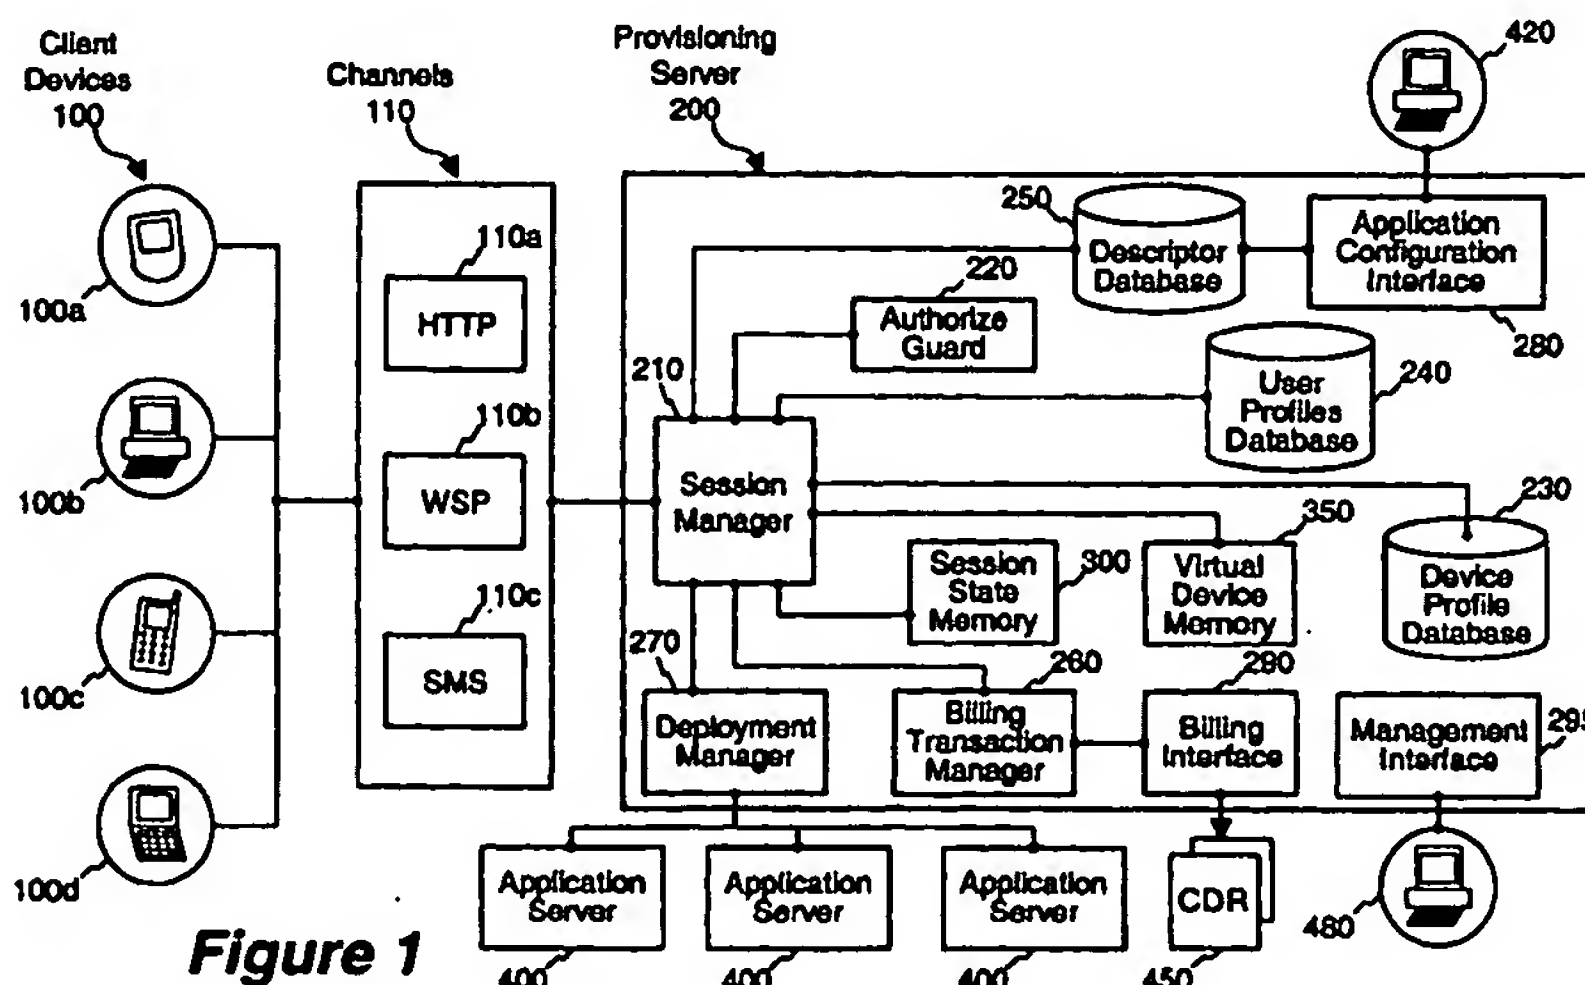 Client
Devices
100
Channels
110
Provisioning
Server
200
420
100a
100b
100c
100d
110a
HTTP
110b
WSP
110c
SMS
250
Descriptor
Database
Application
Configuration
Interface
280
220
Authorize
Guard
210
Session
Manager
User
Profiles
Database
240
230
Device
Profile
Database
350
Virtual
Device
Memory
Session
State
Memory
300
270
Deployment
Manager
260
Billing
Transaction
Manager
290
Billing
Interface
Management
Interface
295
Application
Server
400
Application
Server
400
Application
Server
400
CDR
450
480
Figure 1